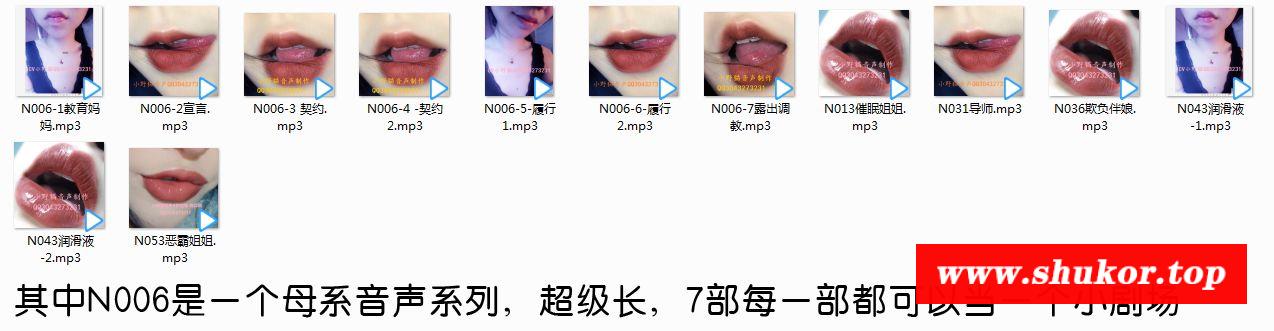 N006-1教育妈
妈.mp3
N006-2宣言.
mp3
N006-3 契约.
mp3
N006-4 -契约
2.mp3
N006-5-履行
1.mp3
N006-6-履行
2.mp3
N006-7露出调
教.mp3
N013催眠姐姐.
mp3
N031导师.mp3
N036欺负伴娘.
mp3
N043润滑液
-1.mp3
N043润滑液
-2.mp3
N053恶霸姐姐.
mp3
www.shukor.top
其中N006是一个母系音声系列，超级长，7部每一部都可以当一个小剧场